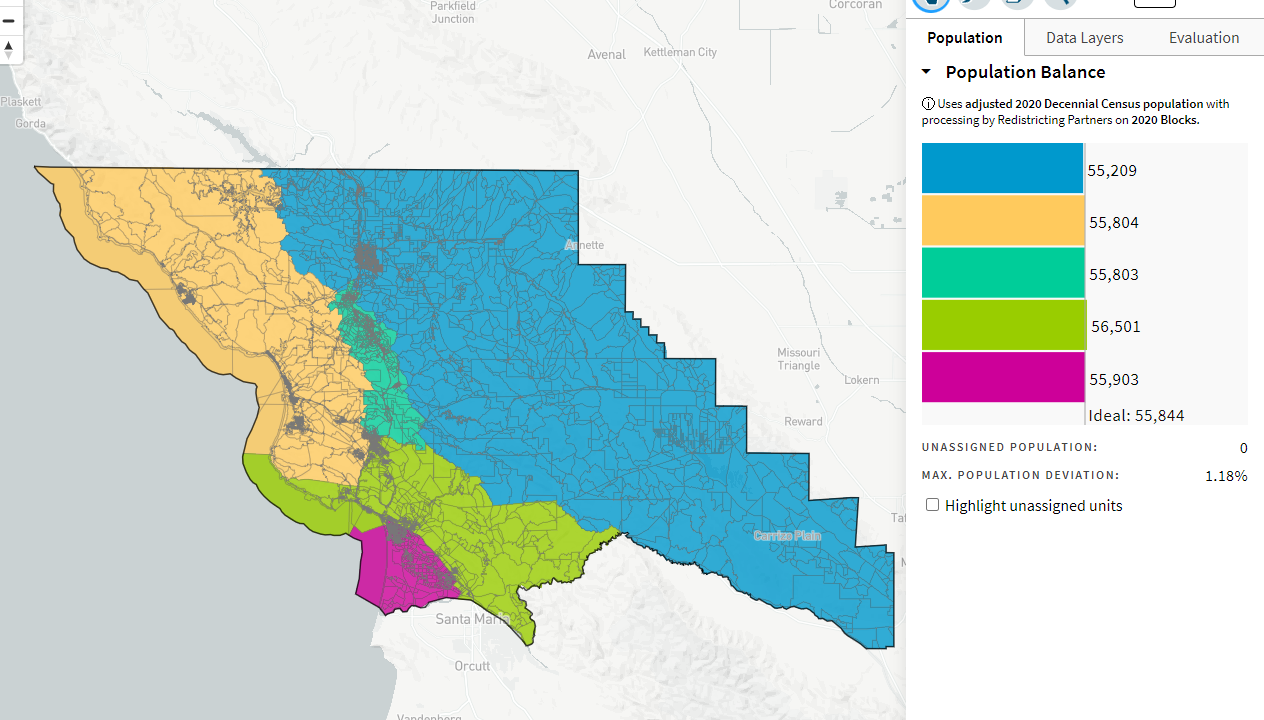 Parkfield
Junction
Corcoran
Avenal
Kettleman City
Plaskett
Gorda
Annette
Missouri
Triangle
Lokern
Reward
Carrizo Plain
Santa Maria
Orcutt
Vandenberg
Population
Data Layers
Evaluation
Population Balance
Uses adjusted 2020 Decennial Census population with
processing by Redistricting Partners on 2020 Blocks.
55,209
55,804
55,803
56,501
55,903
Ideal: 55,844
UNASSIGNED POPULATION: 0
MAX. POPULATION DEVIATION: 1.18%
Highlight unassigned units